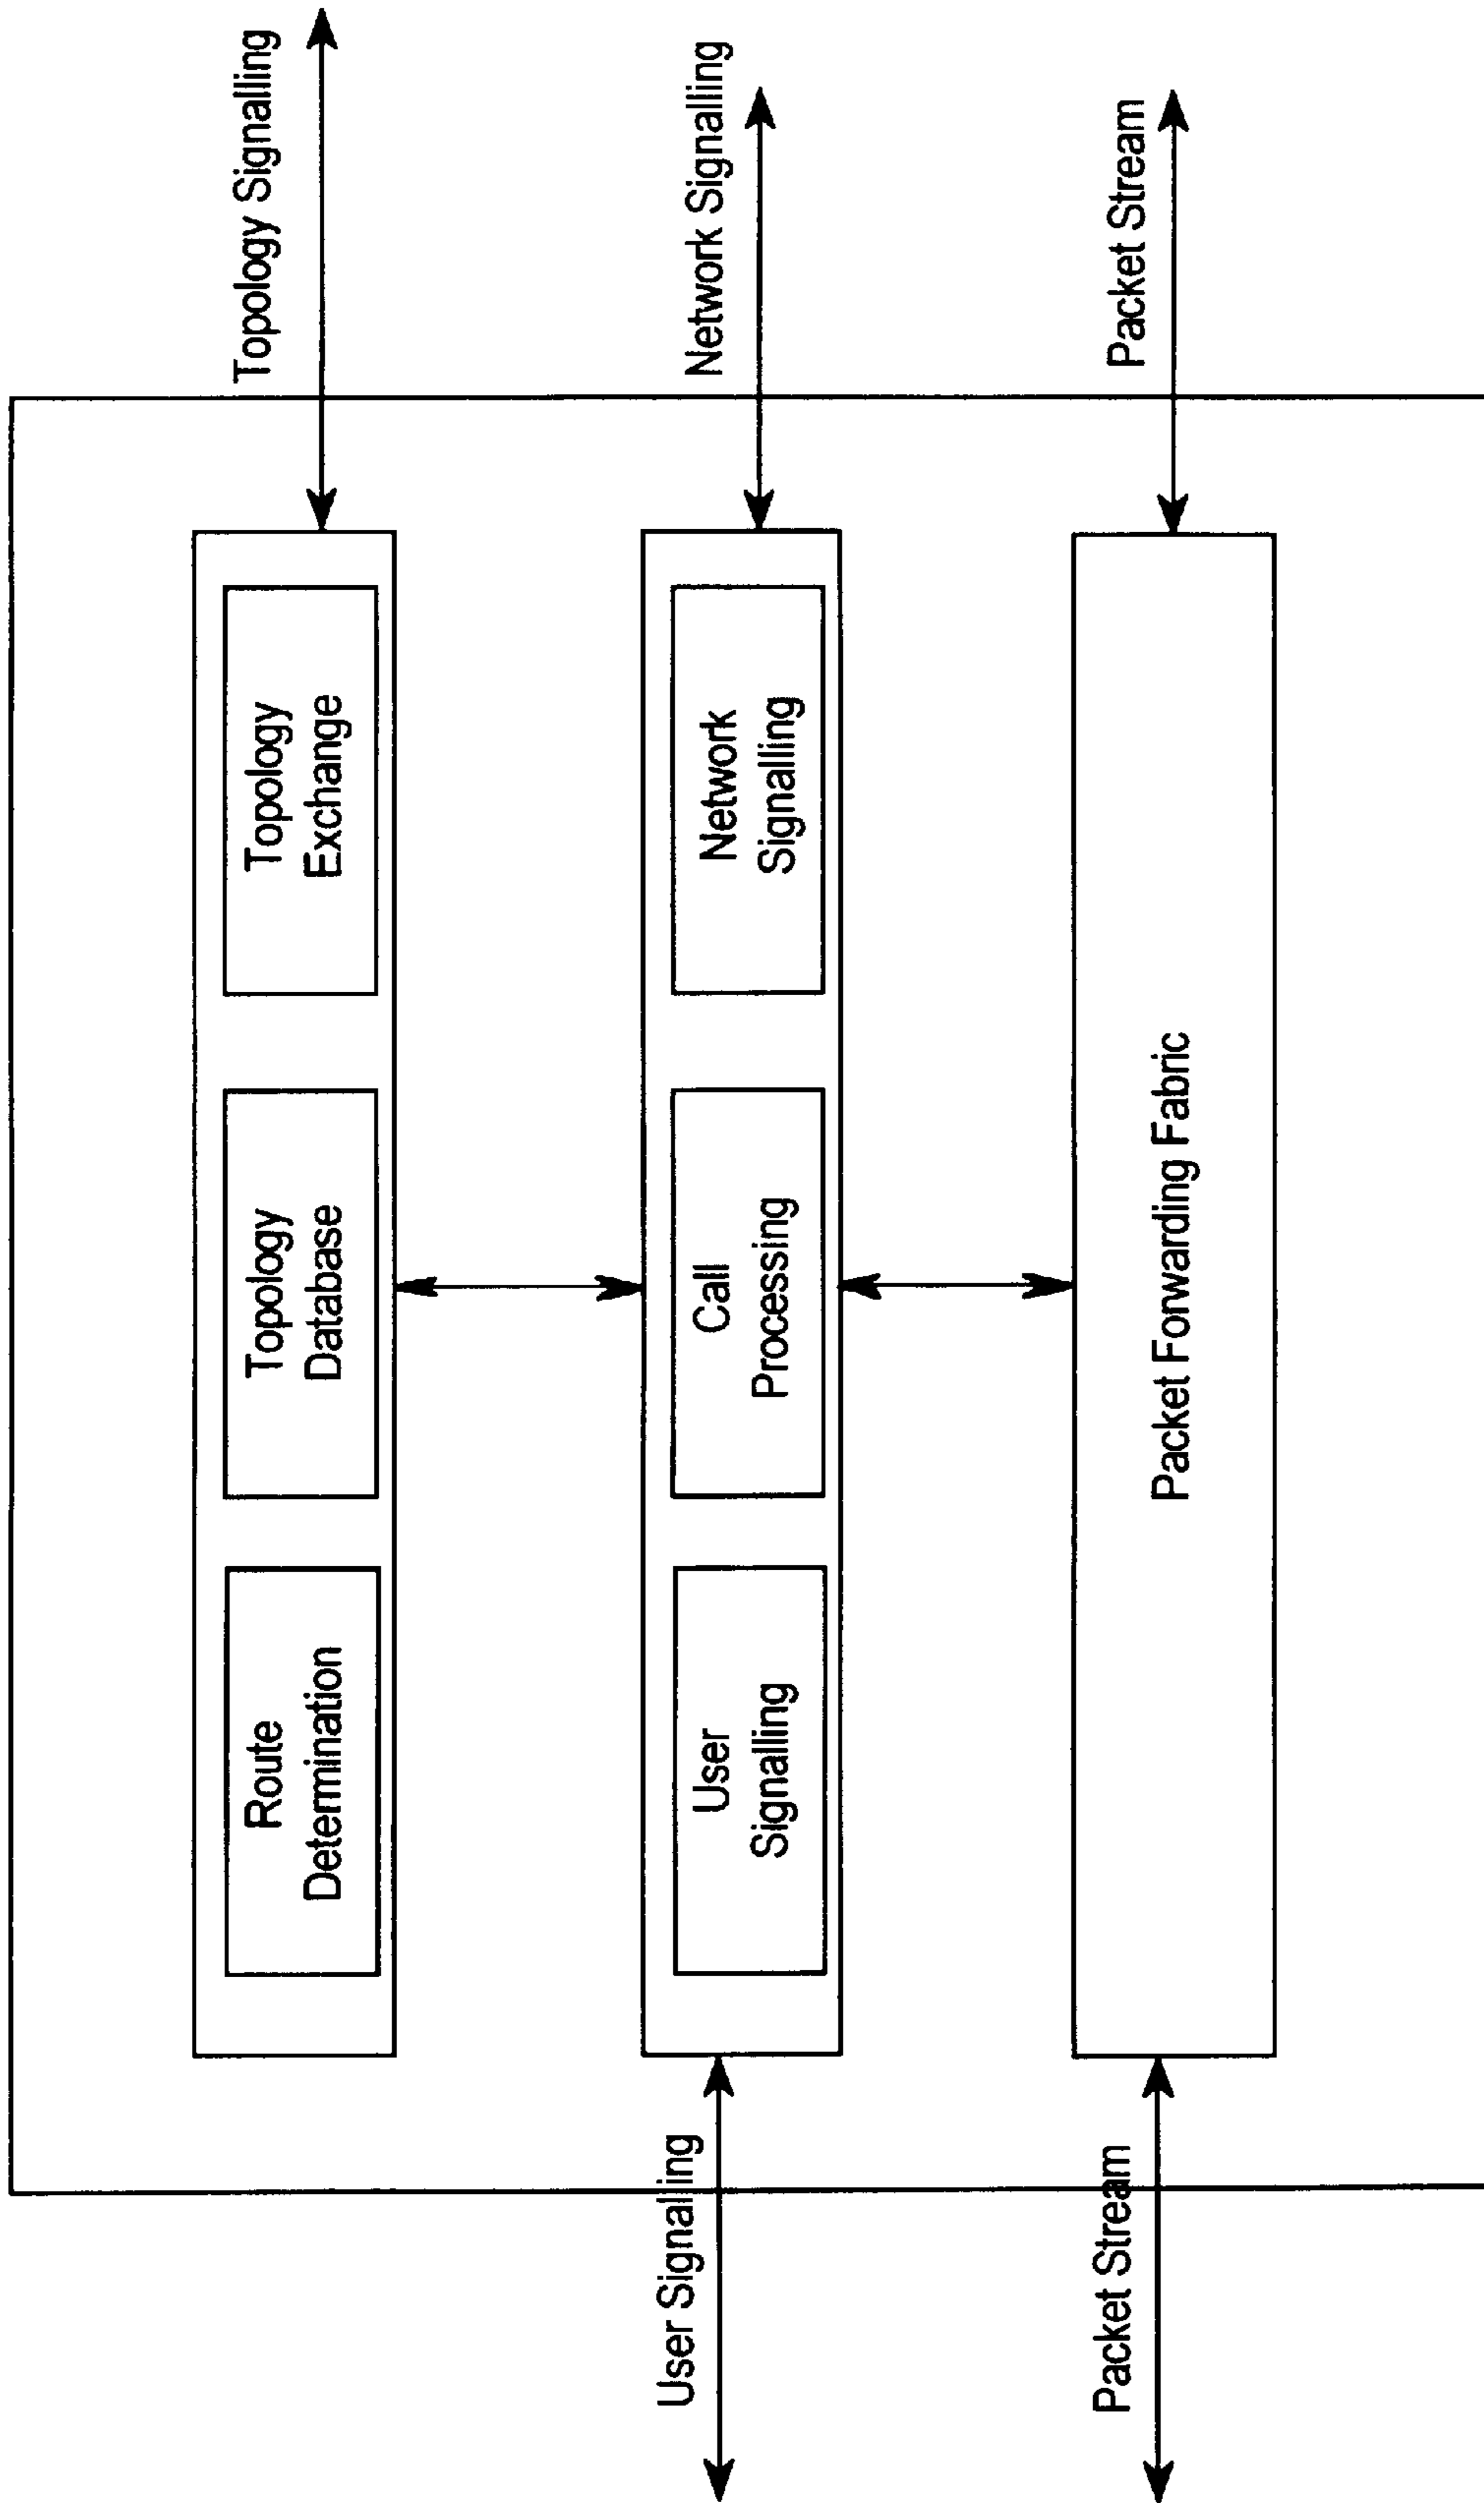 Route
Determination
Topology
Database
Topology
Exchange
Topology Signalling
User Signalling
User
Signalling
Call
Processing
Network
Signalling
Network Signalling
Packet Stream
Packet Forwarding Fabric
Packet Stream